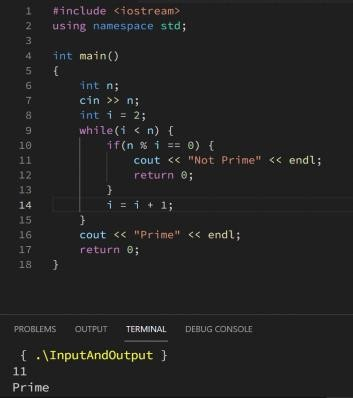 1 #include <iostream>
2 using namespace std;
3
4 int main()
5 {
6     int n;
7     cin >> n;
8     int i = 2;
9     while(i < n) {
10         if(n % i == 0) {
11             cout << "Not Prime" << endl;
12             return 0;
13         }
14         i = i + 1;
15     }
16     cout << "Prime" << endl;
17     return 0;
18 }
PROBLEMS OUTPUT TERMINAL DEBUG CONSOLE
{ .\InputAndOutput }
11
Prime